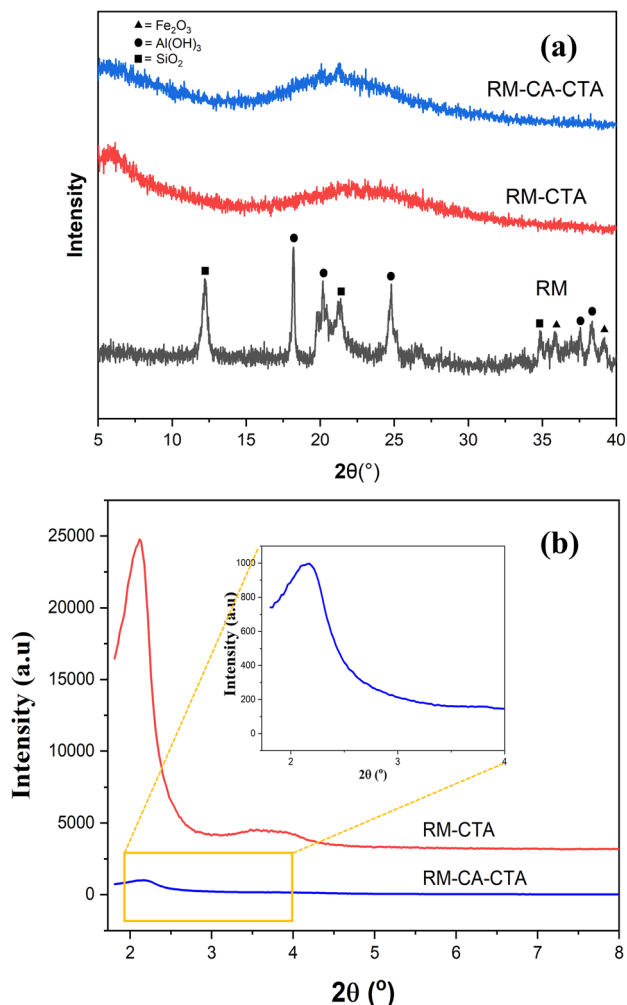 ▲ = Fe₂O₃
● = Al(OH)₃
■ = SiO₂
(a)
RM-CA-CTA
RM-CTA
RM
Intensity
5 10 15 20 25 30 35 40
2θ(°)
(b)
25000
20000
15000
10000
5000
0
Intensity (a.u)
1000
800
600
400
200
0
Intensity (a.u)
2 3 4
2θ (°)
RM-CTA
RM-CA-CTA
2 3 4 5 6 7 8
2θ (°)